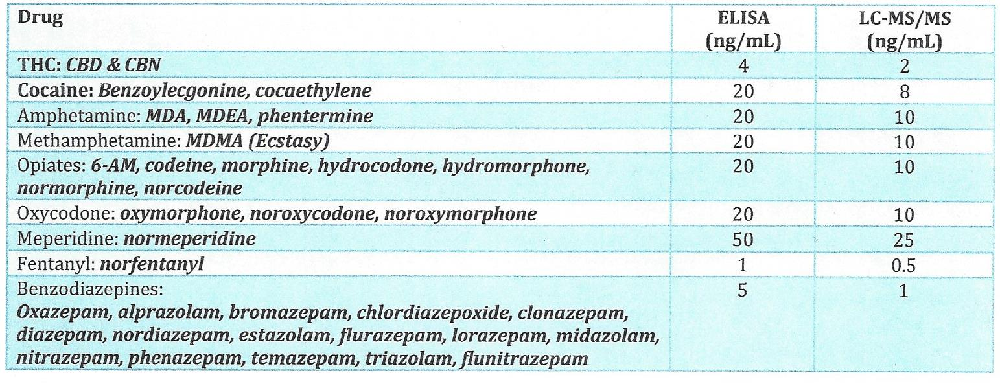 Drug ELISA LC-MS/MS
(ng/mL) (ng/mL)
THC: CBD & CBN 4 2
Cocaine: Benzoylecgonine, cocaethylene 20 8
Amphetamine: MDA, MDEA, phentermine 20 10
Methamphetamine: MDMA (Ecstasy) 20 10
Opiates: 6-AM, codeine, morphine, hydrocodone, hydromorphone, 20 10
normorphine, norcodeine
Oxycodone: oxymorphone, noroxycodone, noroxymorphone 20 10
Meperidine: normeperidine 50 25
Fentanyl: norfentanyl 1 0.5
Benzodiazepines: 5 1
Oxazepam, alprazolam, bromazepam, chlordiazepoxide, clonazepam,
diazepam, nordiazepam, estazolam, flurazepam, lorazepam, midazolam,
nitrazepam, phenazepam, temazepam, triazolam, flunitrazepam